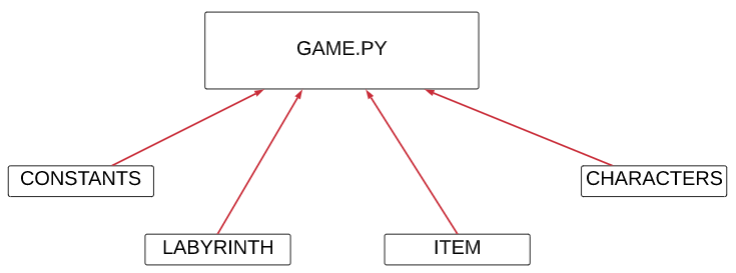 GAME.PY
CONSTANTS
CHARACTERS
LABYRINTH
ITEM